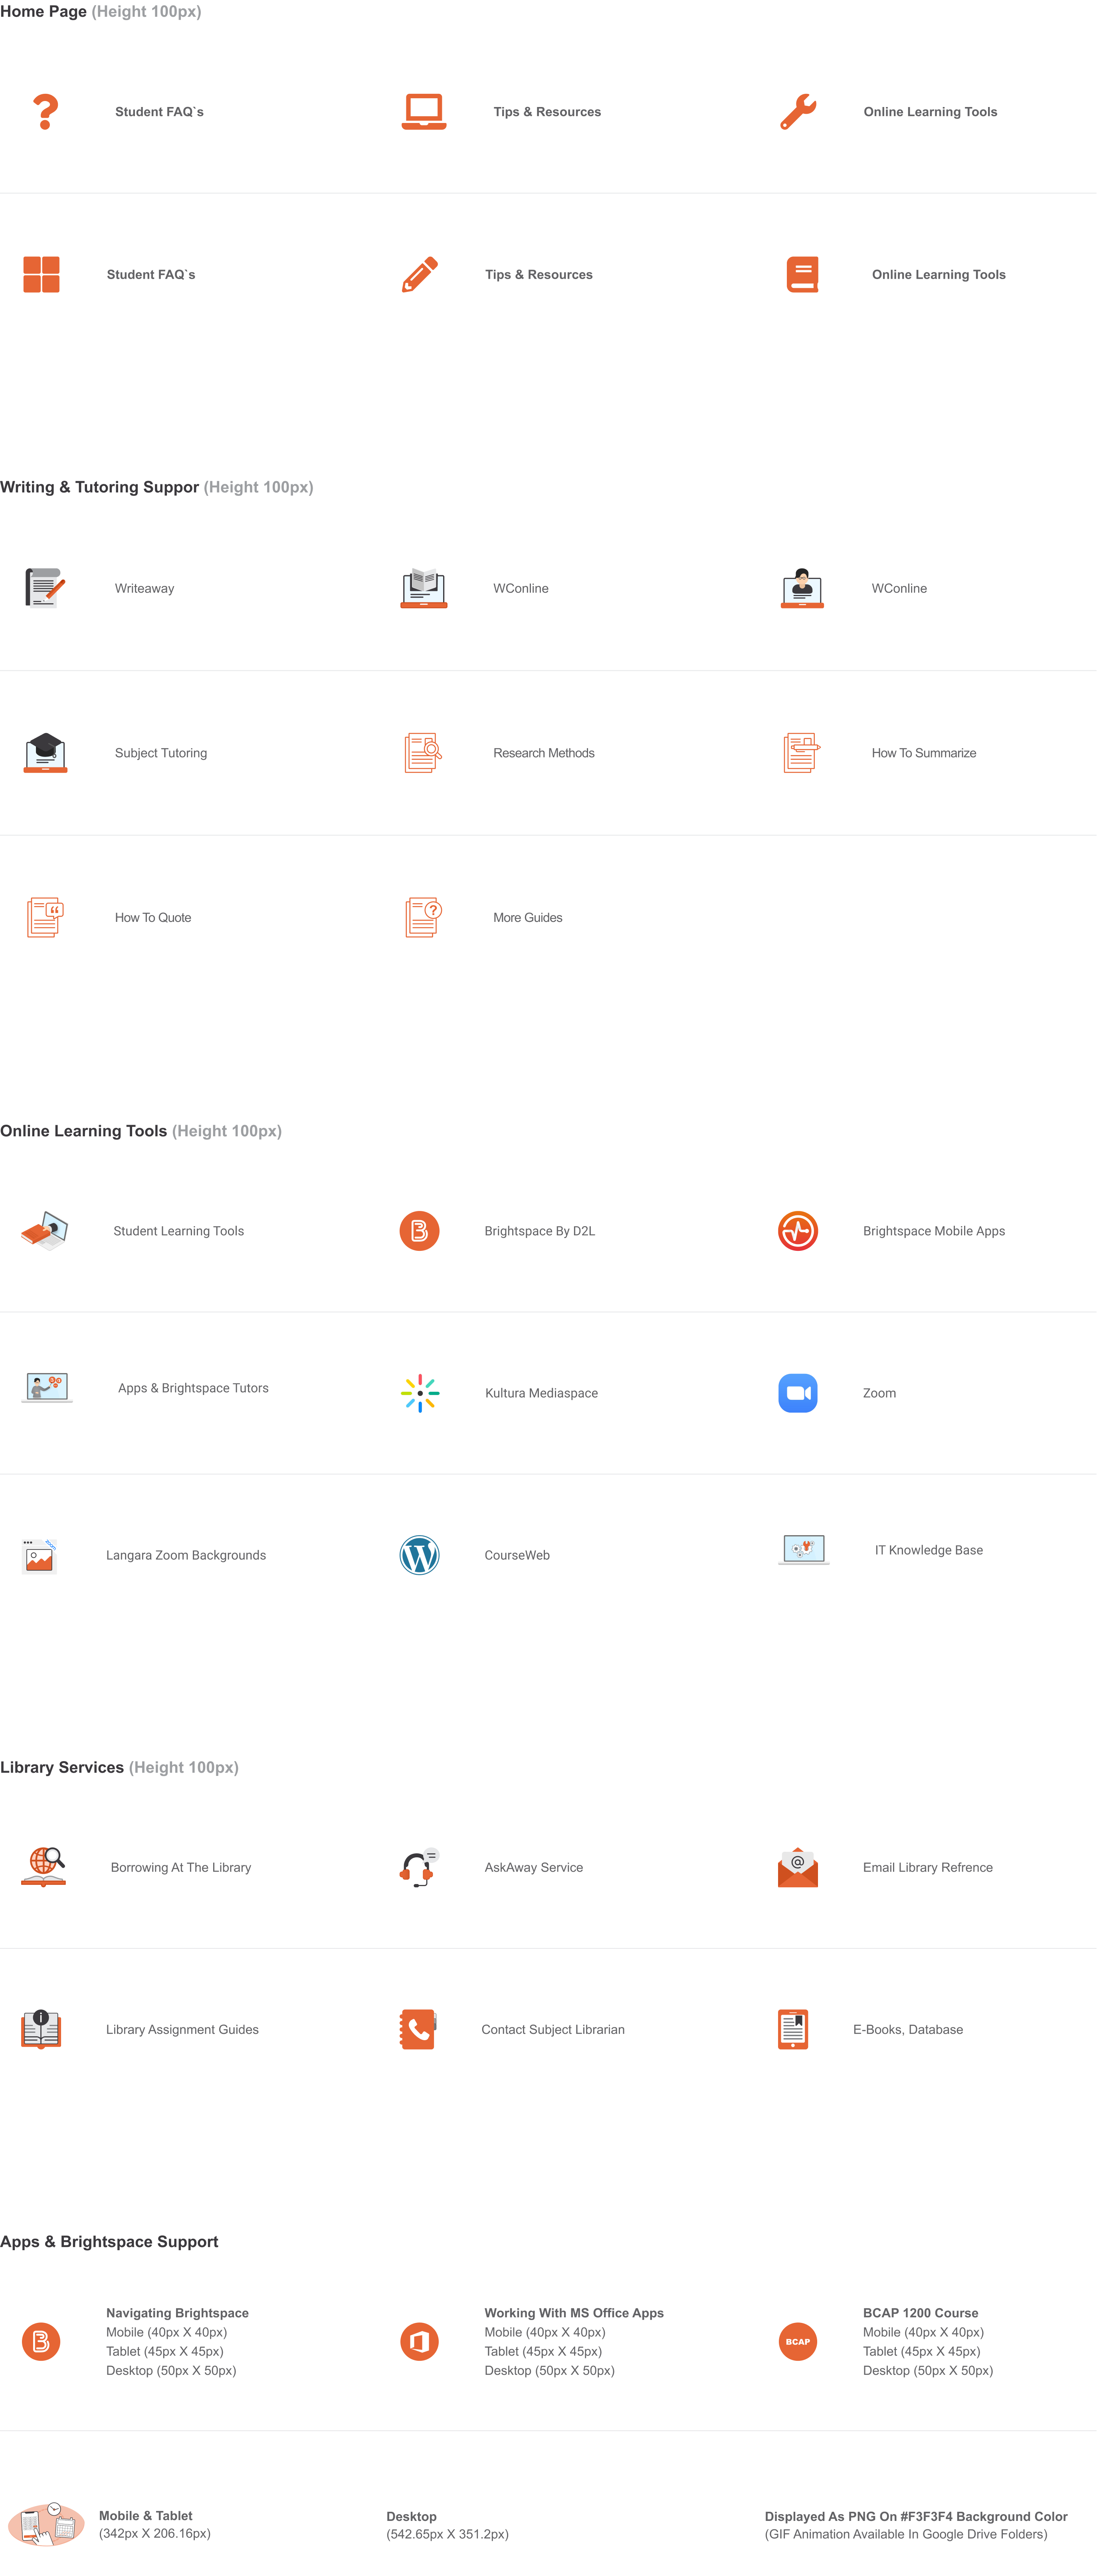 Home Page (Height 100px)
Student FAQ`s
Tips & Resources
Online Learning Tools
Student FAQ`s
Tips & Resources
Online Learning Tools
Writing & Tutoring Suppor (Height 100px)
Writeaway
WConline
WConline
Subject Tutoring
Research Methods
How To Summarize
How To Quote
More Guides
Online Learning Tools (Height 100px)
Student Learning Tools
Brightspace By D2L
Brightspace Mobile Apps
Apps & Brightspace Tutors
Kultura Mediaspace
Zoom
zoom
Langara Zoom Backgrounds
CourseWeb
IT Knowledge Base
Library Services (Height 100px)
Borrowing At The Library
AskAway Service
@
Email Library Refrence
Library Assignment Guides
Contact Subject Librarian
E-Books, Database
Apps & Brightspace Support
Navigating Brightspace
Mobile (40px X 40px)
Tablet (45px X 45px)
Desktop (50px X 50px)
Working With MS Office Apps
Mobile (40px X 40px)
Tablet (45px X 45px)
Desktop (50px X 50px)
BCAP
BCAP 1200 Course
Mobile (40px X 40px)
Tablet (45px X 45px)
Desktop (50px X 50px)
Mobile & Tablet
(342px X 206.16px)
Desktop
(542.65px X 351.2px)
Displayed As PNG On #F3F3F4 Background Color
(GIF Animation Available In Google Drive Folders)